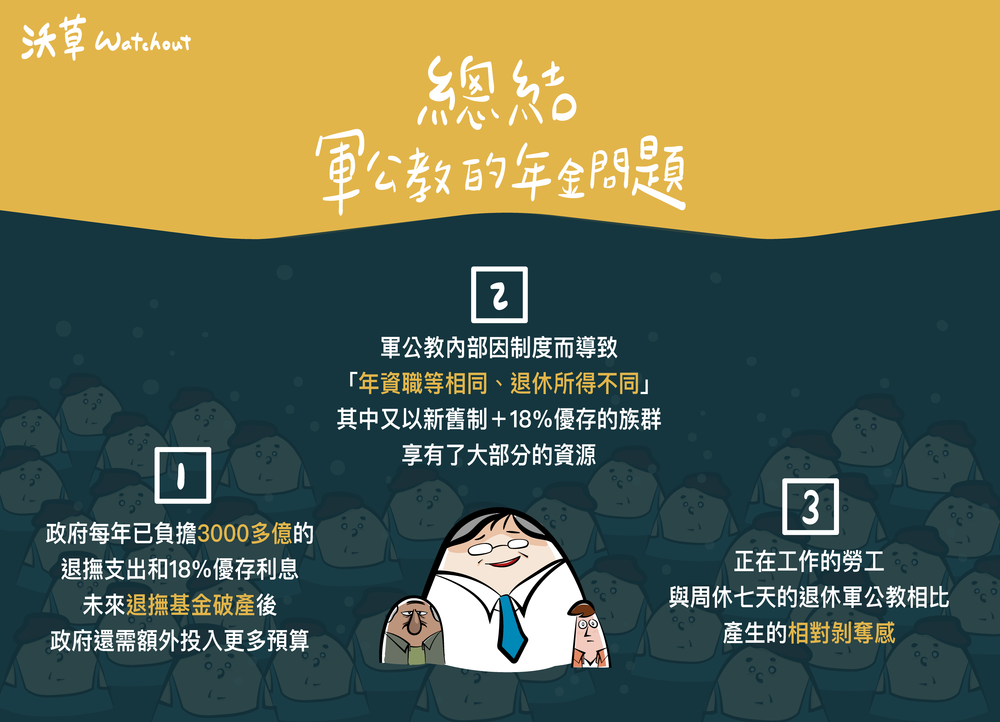 沃草 Watchout
總結
軍公教的年金問題
1
政府每年已負擔3000多億的
退撫支出和18%優存利息
未來退撫基金破產後
政府還需額外投入更多預算
2
軍公教內部因制度而導致
「年資職等相同、退休所得不同」
其中又以新舊制＋18%優存的族群
享有了大部分的資源
3
正在工作的勞工
與周休七天的退休軍公教相比
產生的相對剝奪感